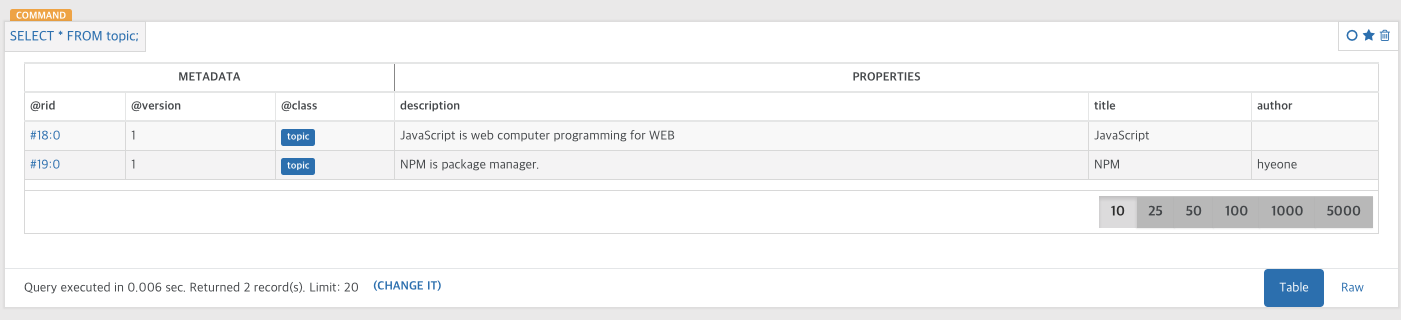 COMMAND
SELECT * FROM topic;
METADATA PROPERTIES
@rid @version @class description title author
#18:0 1 topic JavaScript is web computer programming for WEB JavaScript
#19:0 1 topic NPM is package manager. NPM hyeone
10 25 50 100 1000 5000
Query executed in 0.006 sec. Returned 2 record(s). Limit: 20 (CHANGE IT) Table Raw